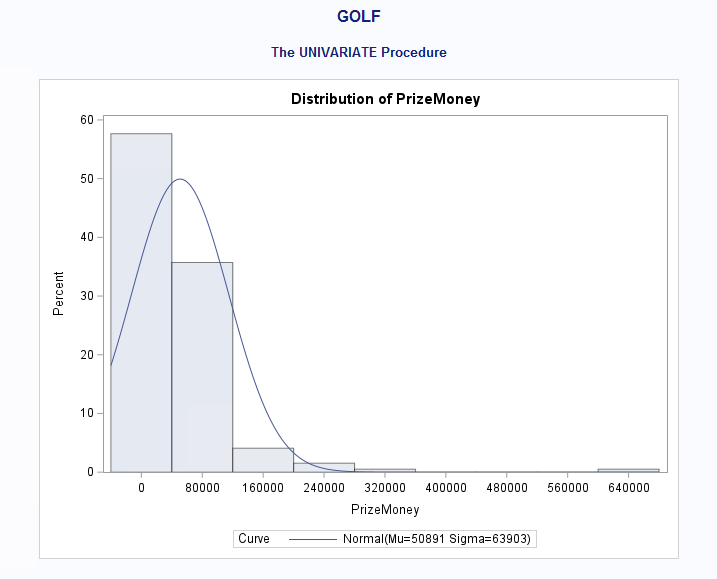 GOLF
The UNIVARIATE Procedure
Distribution of PrizeMoney
60
50
40
30
20
10
0
Percent
0 80000 160000 240000 320000 400000 480000 560000 640000
PrizeMoney
Curve Normal(Mu=50891 Sigma=63903)